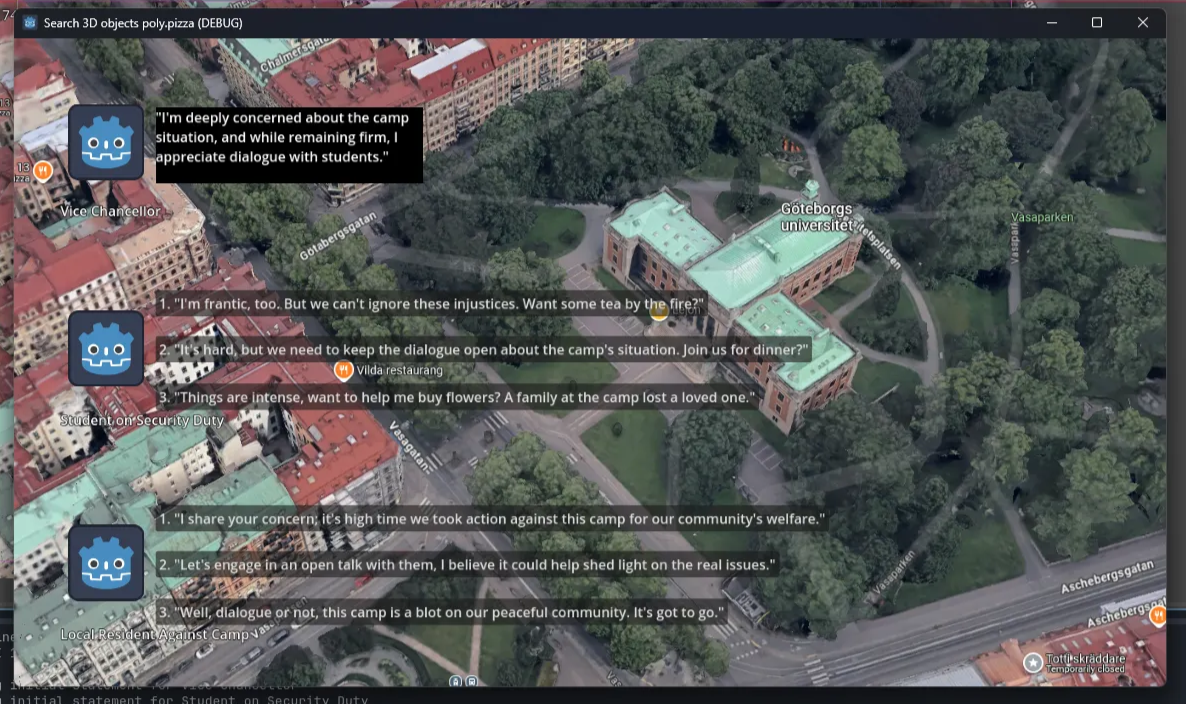 Search 3D objects poly.pizza (DEBUG)
Chalmersgatan
"I'm deeply concerned about the camp
situation, and while remaining firm, I
appreciate dialogue with students."
13
Vice Chancellor
Götabergsgatan
Göteborgs
universitet
Vasaparken
1. "I'm frantic, too. But we can't ignore these injustices. Want some tea by the fire?"
2. "It's hard, but we need to keep the dialogue open about the camp's situation. Join us for dinner?"
Vilda restaurang
3. "Things are intense, want to help me buy flowers? A family at the camp lost a loved one."
Student on Security Duty
Vasagatan
1. "I share your concern; it's high time we took action against this camp for our community's welfare."
2. "Let's engage in an open talk with them, I believe it could help shed light on the real issues."
Vasaparken
Aschebergsgatan
3. "Well, dialogue or not, this camp is a blot on our peaceful community. It's got to go."
Local Resident Against Camp
Totti skräddare
Temporarily closed
initial statement for Vice Chancellor
initial statement for Student on Security Duty